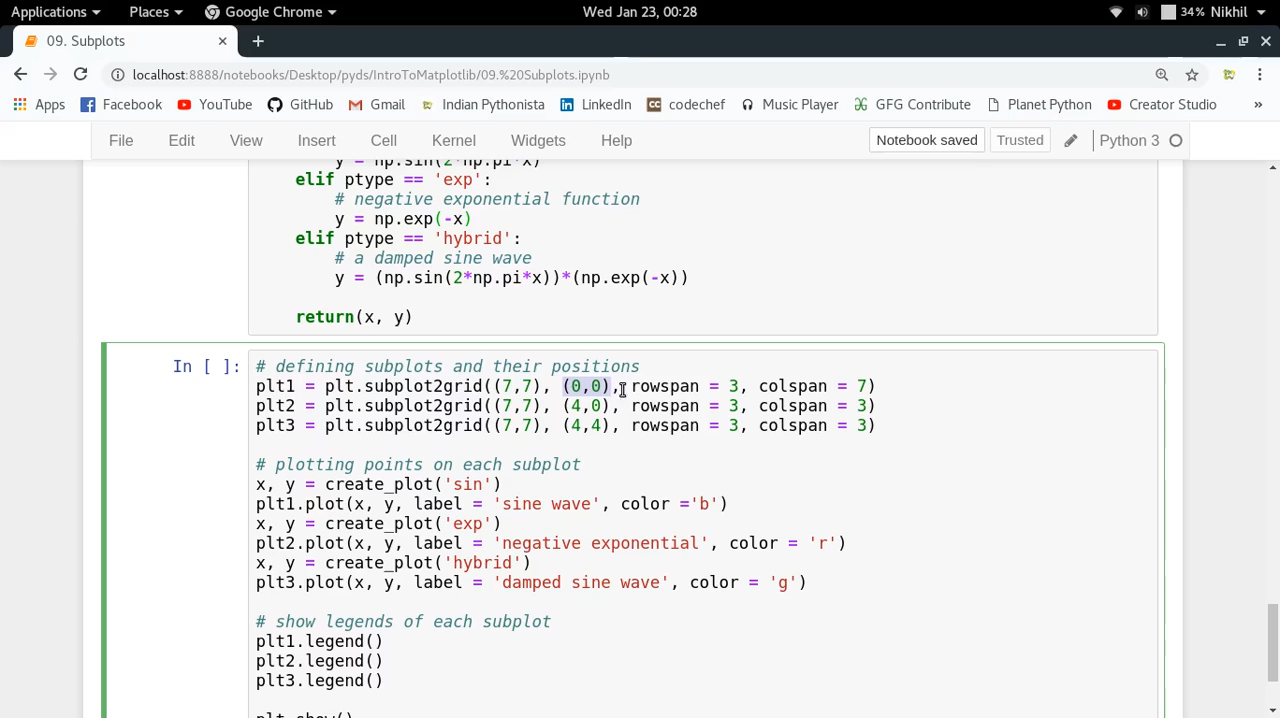 Applications Places Google Chrome Wed Jan 23, 00:28 34% Nikhil
09. Subplots
localhost:8888/notebooks/Desktop/pyds/IntroToMatplotlib/09.%20Subplots.ipynb
Apps Facebook YouTube GitHub Gmail Indian Pythonista LinkedIn codechef Music Player GFG Contribute Planet Python Creator Studio »
File Edit View Insert Cell Kernel Widgets Help Notebook saved Trusted Python 3
y = np.sin(2*np.pi*x)
elif ptype == 'exp':
# negative exponential function
y = np.exp(-x)
elif ptype == 'hybrid':
# a damped sine wave
y = (np.sin(2*np.pi*x))*(np.exp(-x))
return(x, y)
In [ ]: # defining subplots and their positions
plt1 = plt.subplot2grid((7,7), (0,0), rowspan = 3, colspan = 7)
plt2 = plt.subplot2grid((7,7), (4,0), rowspan = 3, colspan = 3)
plt3 = plt.subplot2grid((7,7), (4,4), rowspan = 3, colspan = 3)
# plotting points on each subplot
x, y = create_plot('sin')
plt1.plot(x, y, label = 'sine wave', color ='b')
x, y = create_plot('exp')
plt2.plot(x, y, label = 'negative exponential', color = 'r')
x, y = create_plot('hybrid')
plt3.plot(x, y, label = 'damped sine wave', color = 'g')
# show legends of each subplot
plt1.legend()
plt2.legend()
plt3.legend()
plt.show()